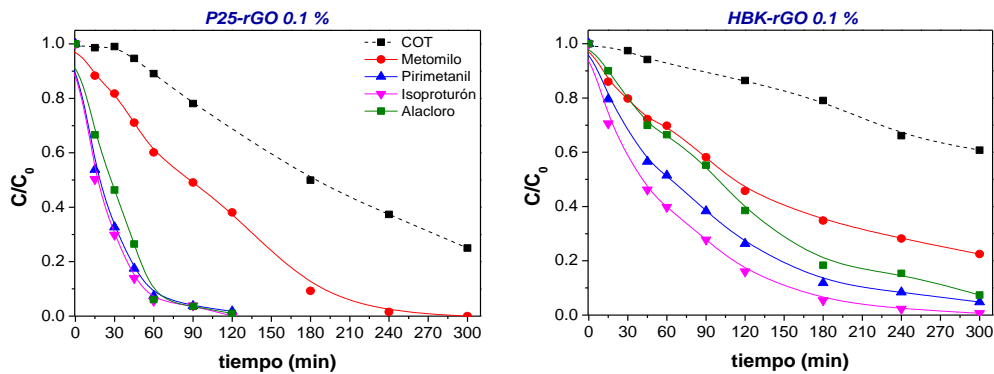 P25-rGO 0.1 %
C/C0
1.0
0.8
0.6
0.4
0.2
0.0
COT
Metomilo
Pirimetanil
Isoproturón
Alacloro
0 30 60 90 120 150 180 210 240 270 300
tiempo (min)
HBK-rGO 0.1 %
C/C0
1.0
0.8
0.6
0.4
0.2
0.0
0 30 60 90 120 150 180 210 240 270 300
tiempo (min)